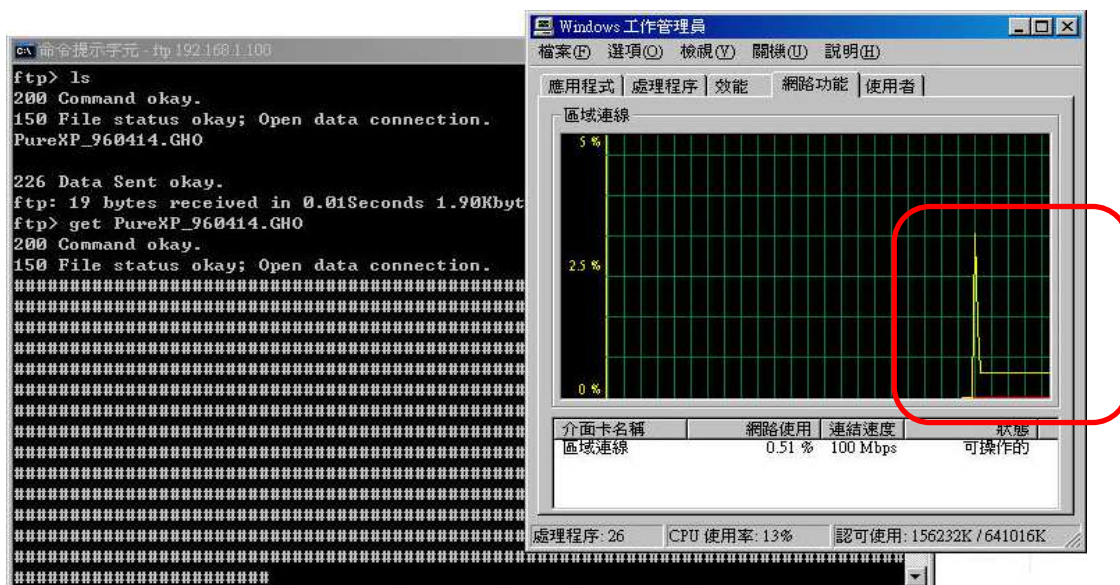 命令提示字元 - ftp 192.168.1.100
ftp> ls
200 Command okay.
150 File status okay; Open data connection.
PureXP_960414.GHO
226 Data Sent okay.
ftp: 19 bytes received in 0.01Seconds 1.90Kbyt
ftp> get PureXP_960414.GHO
200 Command okay.
150 File status okay; Open data connection.
Windows 工作管理員
檔案(F) 選項(O) 檢視(V) 關機(U) 說明(H)
應用程式 處理程序 效能 網路功能 使用者
區域連線
5 %
2.5 %
0 %
介面卡名稱 網路使用 連結速度 狀態
區域連線 0.51 % 100 Mbps 可操作的
處理程序: 26 CPU 使用率: 13% 認可使用: 156232K / 641016K